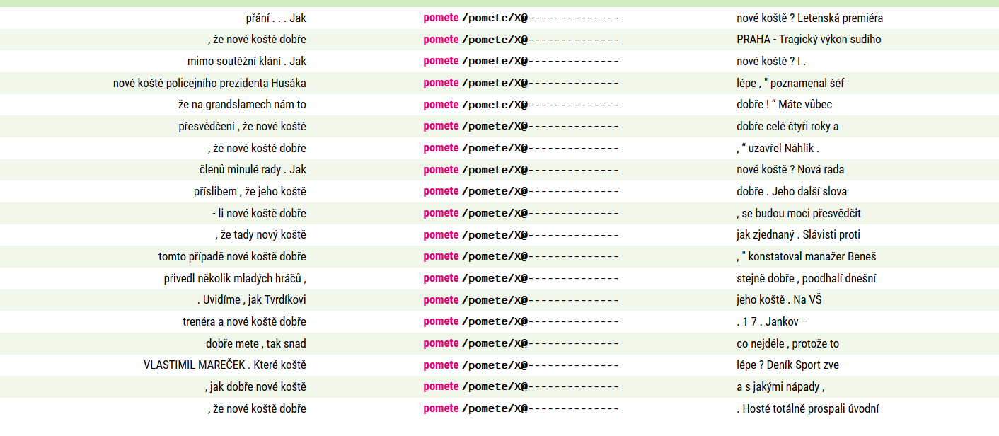 přání . . . Jak pomete /pomete/X@-------------- nové koště ? Letenská premiéra
, že nové koště dobře pomete /pomete/X@-------------- PRAHA - Tragický výkon sudího
mimo soutěžní klání . Jak pomete /pomete/X@-------------- nové koště ? I .
nové koště policejního prezidenta Husáka pomete /pomete/X@-------------- lépe , " poznamenal šéf
že na grandslamech nám to pomete /pomete/X@-------------- dobře ! “ Máte vůbec
přesvědčení , že nové koště pomete /pomete/X@-------------- dobře celé čtyři roky a
, že nové koště dobře pomete /pomete/X@-------------- , “ uzavřel Náhlík .
členů minulé rady . Jak pomete /pomete/X@-------------- nové koště ? Nová rada
příslibem , že jeho koště pomete /pomete/X@-------------- dobře . Jeho další slova
- li nové koště dobře pomete /pomete/X@-------------- , se budou moci přesvědčit
, že tady nový koště pomete /pomete/X@-------------- jak zjednaný . Slávisti proti
tomto případě nové koště dobře pomete /pomete/X@-------------- , " konstatoval manažer Beneš
přivedl několik mladých hráčů , pomete /pomete/X@-------------- stejně dobře , poodhalí dnešní
. Uvidíme , jak Tvrdíkovi pomete /pomete/X@-------------- jeho koště . Na VŠ
trenéra a nové koště dobře pomete /pomete/X@-------------- . 1 7 . Jankov –
dobře mete , tak snad pomete /pomete/X@-------------- co nejdéle , protože to
VLASTIMIL MAREČEK . Které koště pomete /pomete/X@-------------- lépe ? Deník Sport zve
, jak dobře nové koště pomete /pomete/X@-------------- a s jakými nápady ,
, že nové koště dobře pomete /pomete/X@-------------- . Hosté totálně prospali úvodní